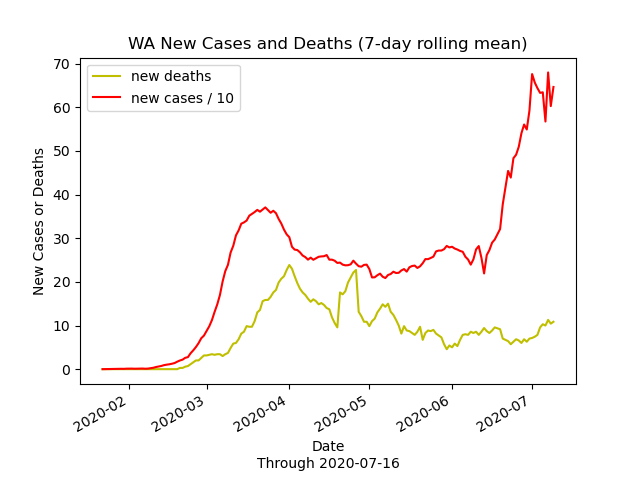 WA New Cases and Deaths (7-day rolling mean)
new deaths
new cases / 10
New Cases or Deaths
70
60
50
40
30
20
10
0
2020-02
2020-03
2020-04
2020-05
2020-06
2020-07
Date
Through 2020-07-16